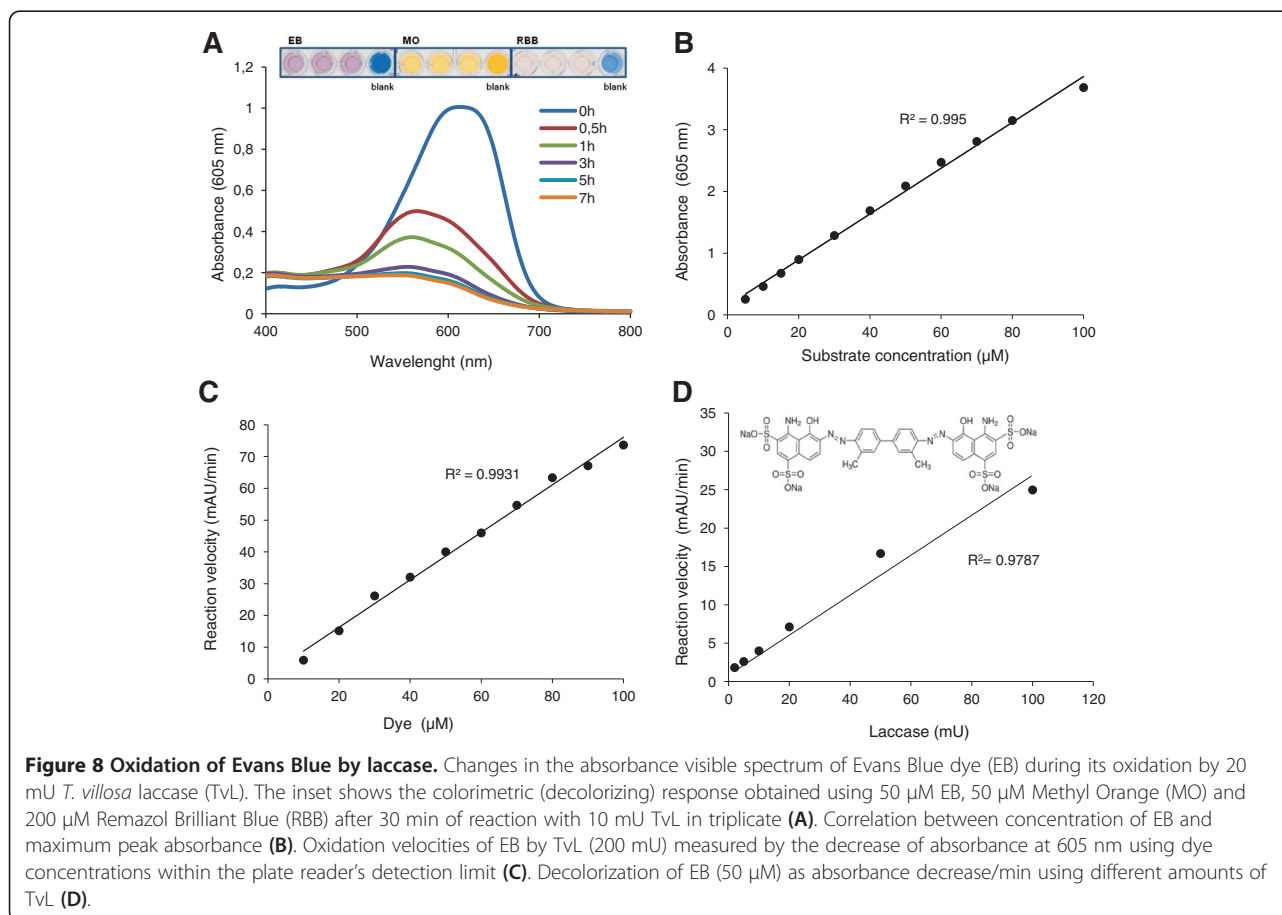 A
EB MO RBB
blank blank blank
1,2
1
0,8
0,6
0,4
0,2
0
400 500 600 700 800
Absorbance (605 nm)
Wavelenght (nm)
0h
0,5h
1h
3h
5h
7h
B
4
3
2
1
0
0 20 40 60 80 100
Absorbance (605 nm)
Substrate concentration (µM)
R² = 0.995
C
80
70
60
50
40
30
20
10
0
0 20 40 60 80 100
Reaction velocity (mAU/min)
Dye (µM)
R² = 0.9931
D
35
30
25
20
15
10
5
0
0 20 40 60 80 100 120
Reaction velocity (mAU/min)
Laccase (mU)
R²= 0.9787
NH₂ OH OH NH₂
O=S=O O=S=O
NaO ONa
N=N N=N
H₃C CH₃
O=S=O O=S=O
ONa ONa
Figure 8 Oxidation of Evans Blue by laccase. Changes in the absorbance visible spectrum of Evans Blue dye (EB) during its oxidation by 20
mU T. villosa laccase (TvL). The inset shows the colorimetric (decolorizing) response obtained using 50 µM EB, 50 µM Methyl Orange (MO) and
200 µM Remazol Brilliant Blue (RBB) after 30 min of reaction with 10 mU TvL in triplicate (A). Correlation between concentration of EB and
maximum peak absorbance (B). Oxidation velocities of EB by TvL (200 mU) measured by the decrease of absorbance at 605 nm using dye
concentrations within the plate reader's detection limit (C). Decolorization of EB (50 µM) as absorbance decrease/min using different amounts of
TvL (D).